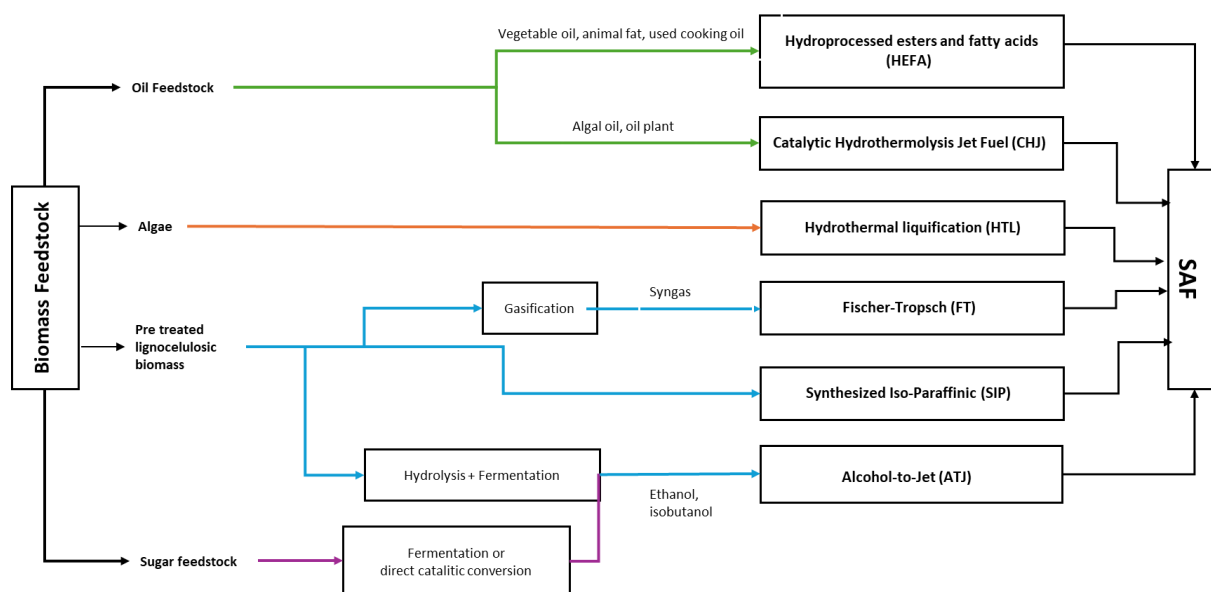 Vegetable oil, animal fat, used cooking oil
Hydroprocessed esters and fatty acids
(HEFA)
Oil Feedstock
Algal oil, oil plant
Catalytic Hydrothermolysis Jet Fuel (CHJ)
Biomass Feedstock
Algae
Hydrothermal liquification (HTL)
SAF
Gasification
Syngas
Fischer-Tropsch (FT)
Pre treated
lignocelulosic
biomass
Synthesized Iso-Paraffinic (SIP)
Hydrolysis + Fermentation
Ethanol,
isobutanol
Alcohol-to-Jet (ATJ)
Sugar feedstock
Fermentation or
direct catalitic conversion